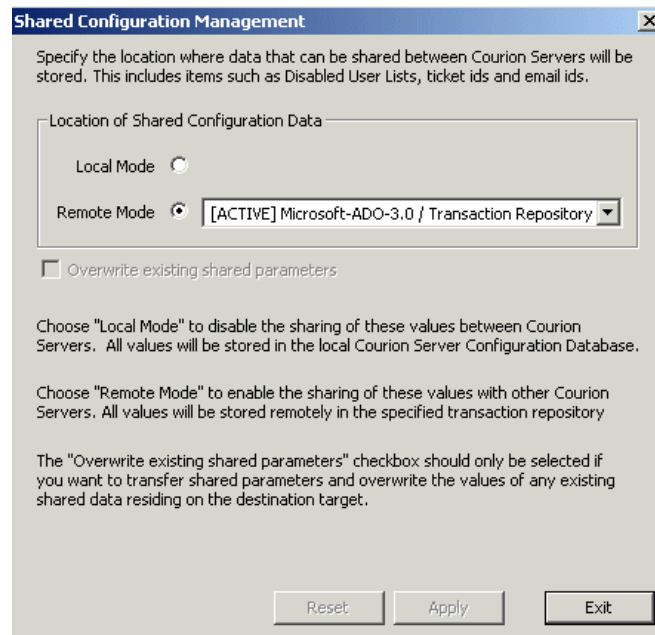 Shared Configuration Management
Specify the location where data that can be shared between Courion Servers will be
stored. This includes items such as Disabled User Lists, ticket ids and email ids.
Location of Shared Configuration Data
Local Mode
Remote Mode [ACTIVE] Microsoft-ADO-3.0 / Transaction Repository
Overwrite existing shared parameters
Choose "Local Mode" to disable the sharing of these values between Courion
Servers.  All values will be stored in the local Courion Server Configuration Database.
Choose "Remote Mode" to enable the sharing of these values with other Courion
Servers. All values will be stored remotely in the specified transaction repository
The "Overwrite existing shared parameters" checkbox should only be selected if
you want to transfer shared parameters and overwrite the values of any existing
shared data residing on the destination target.
Reset Apply Exit